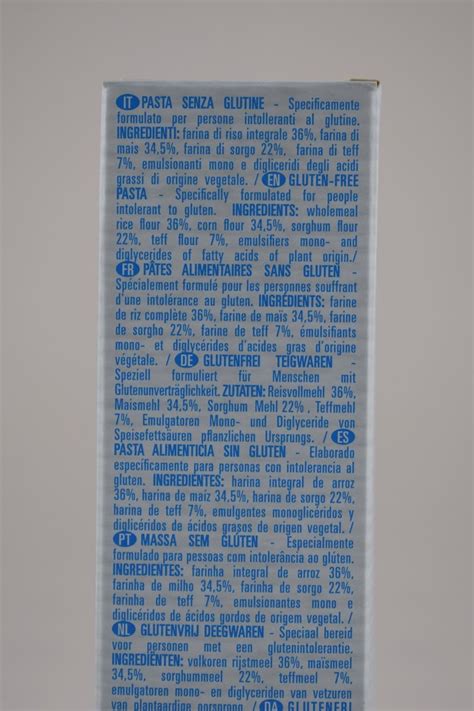 IT PASTA SENZA GLUTINE - Specificamente
formulato per persone intolleranti al glutine.
INGREDIENTI: farina di riso integrale 36%, farina di
mais 34,5%, farina di sorgo 22%, farina di teff
7%, emulsionanti mono e digliceridi degli acidi
grassi di origine vegetale. / EN GLUTEN-FREE
PASTA - Specifically formulated for people
intolerant to gluten. INGREDIENTS: wholemeal
rice flour 36%, corn flour 34,5%, sorghum flour
22%, teff flour 7%, emulsifiers mono- and
diglycerides of fatty acids of plant origin./
FR PÂTES ALIMENTAIRES SANS GLUTEN -
Spécialement formulé pour les personnes souffrant
d'une intolérance au gluten. INGRÉDIENTS: farine
de riz complète 36%, farine de maïs 34,5%, farine
de sorgho 22%, farine de teff 7%, émulsifiants
mono- et diglycérides d'acides gras d'origine
végétale. / DE GLUTENFREI TEIGWAREN -
Speziell formuliert für Menschen mit
Glutenunverträglichkeit. ZUTATEN: Reisvollmehl 36%,
Maismehl 34,5%, Sorghum Mehl 22% , Teffmehl
7%, Emulgatoren Mono- und Diglyceride von
Speisefettsäuren pflanzlichen Ursprungs. / ES
PASTA ALIMENTICIA SIN GLUTEN - Elaborado
específicamente para personas con intolerancia al
gluten. INGREDIENTES: harina integral de arroz
36%, harina de maíz 34,5%, harina de sorgo 22%,
harina de teff 7%, emulgentes monoglicéridos y
diglicéridos de ácidos grasos de origen vegetal. /
PT MASSA SEM GLÚTEN - Especialmente
formulado para pessoas com intolerância ao glúten.
INGREDIENTES: farinha integral de arroz 36%,
farinha de milho 34,5%, farinha de sorgo 22%,
farinha de teff 7%, emulsionantes mono e
diglicéridos de ácidos gordos de origem vegetal. /
NL GLUTENVRIJ DEEGWAREN - Speciaal bereid
voor personen met een glutenintolerantie.
INGREDIËNTEN: volkoren rijstmeel 36%, maïsmeel
34,5%, sorghummeel 22%, teffmeel 7%,
emulgatoren mono- en diglyceriden van vetzuren
van plantaardige oorsprong. / DA GLUTENFRI